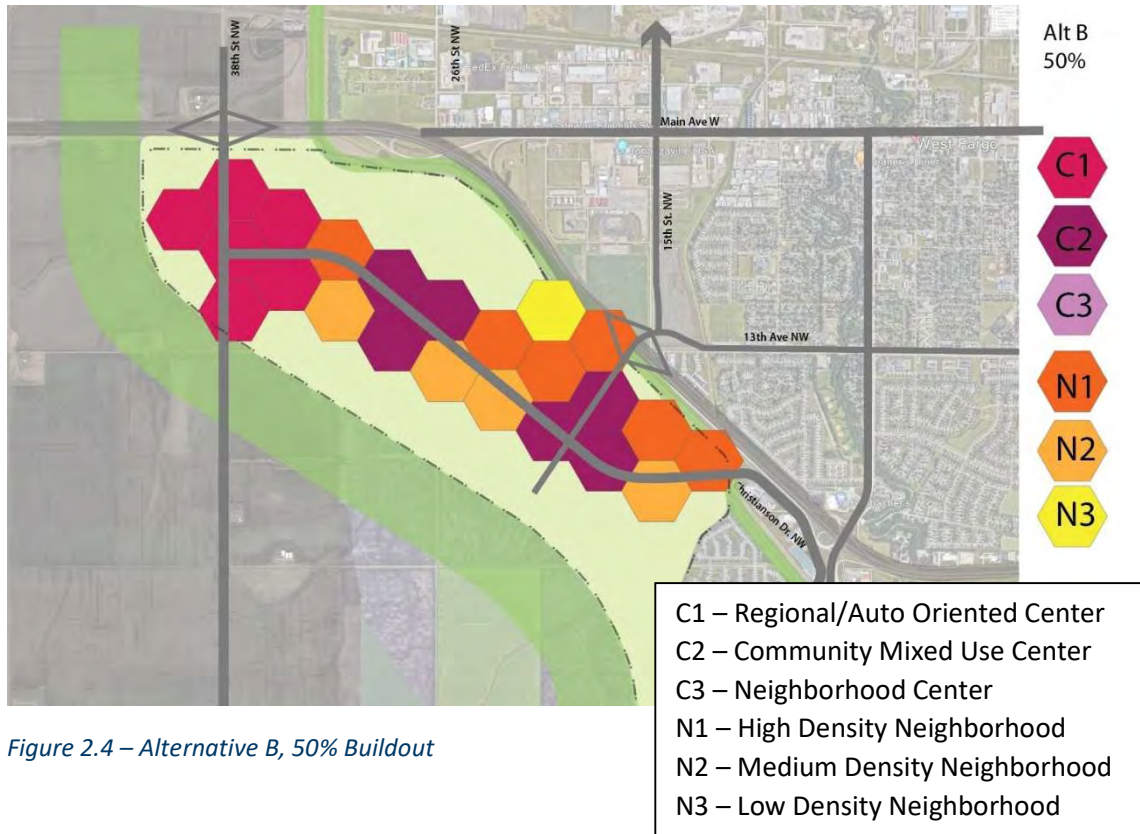 38th St NW
26th St NW
Alt B
50%
Main Ave W
West Fargo
15th St. NW
13th Ave NW
Christianson Dr. NW
C1
C2
C3
N1
N2
N3
C1 – Regional/Auto Oriented Center
C2 – Community Mixed Use Center
C3 – Neighborhood Center
N1 – High Density Neighborhood
N2 – Medium Density Neighborhood
N3 – Low Density Neighborhood
Figure 2.4 – Alternative B, 50% Buildout